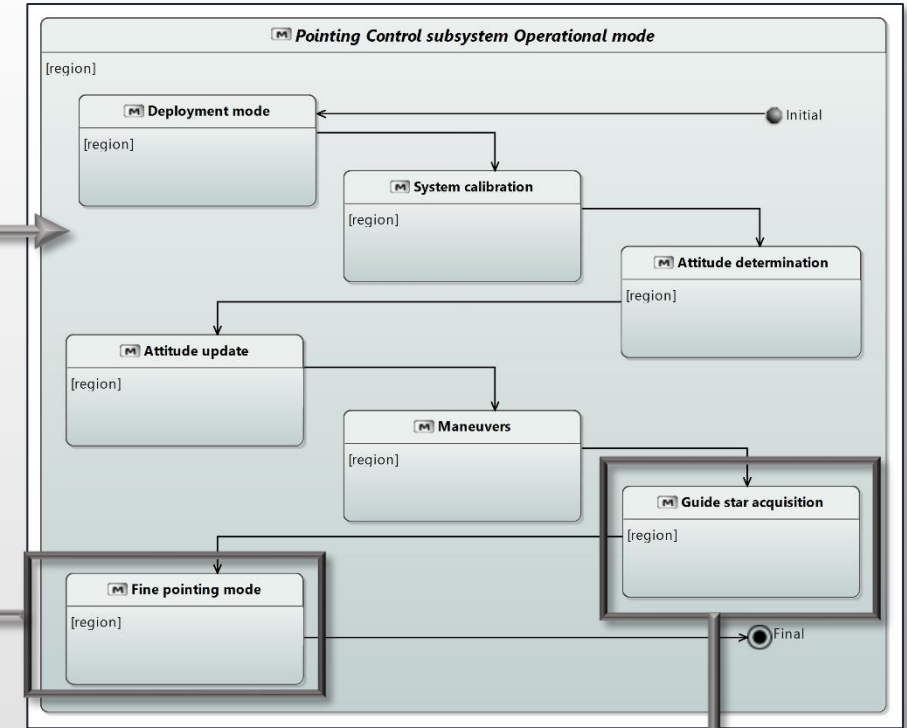 Pointing Control subsystem Operational mode
[region]
Deployment mode
[region]
Initial
System calibration
[region]
Attitude determination
[region]
Attitude update
[region]
Maneuvers
[region]
Guide star acquisition
[region]
Fine pointing mode
[region]
Final